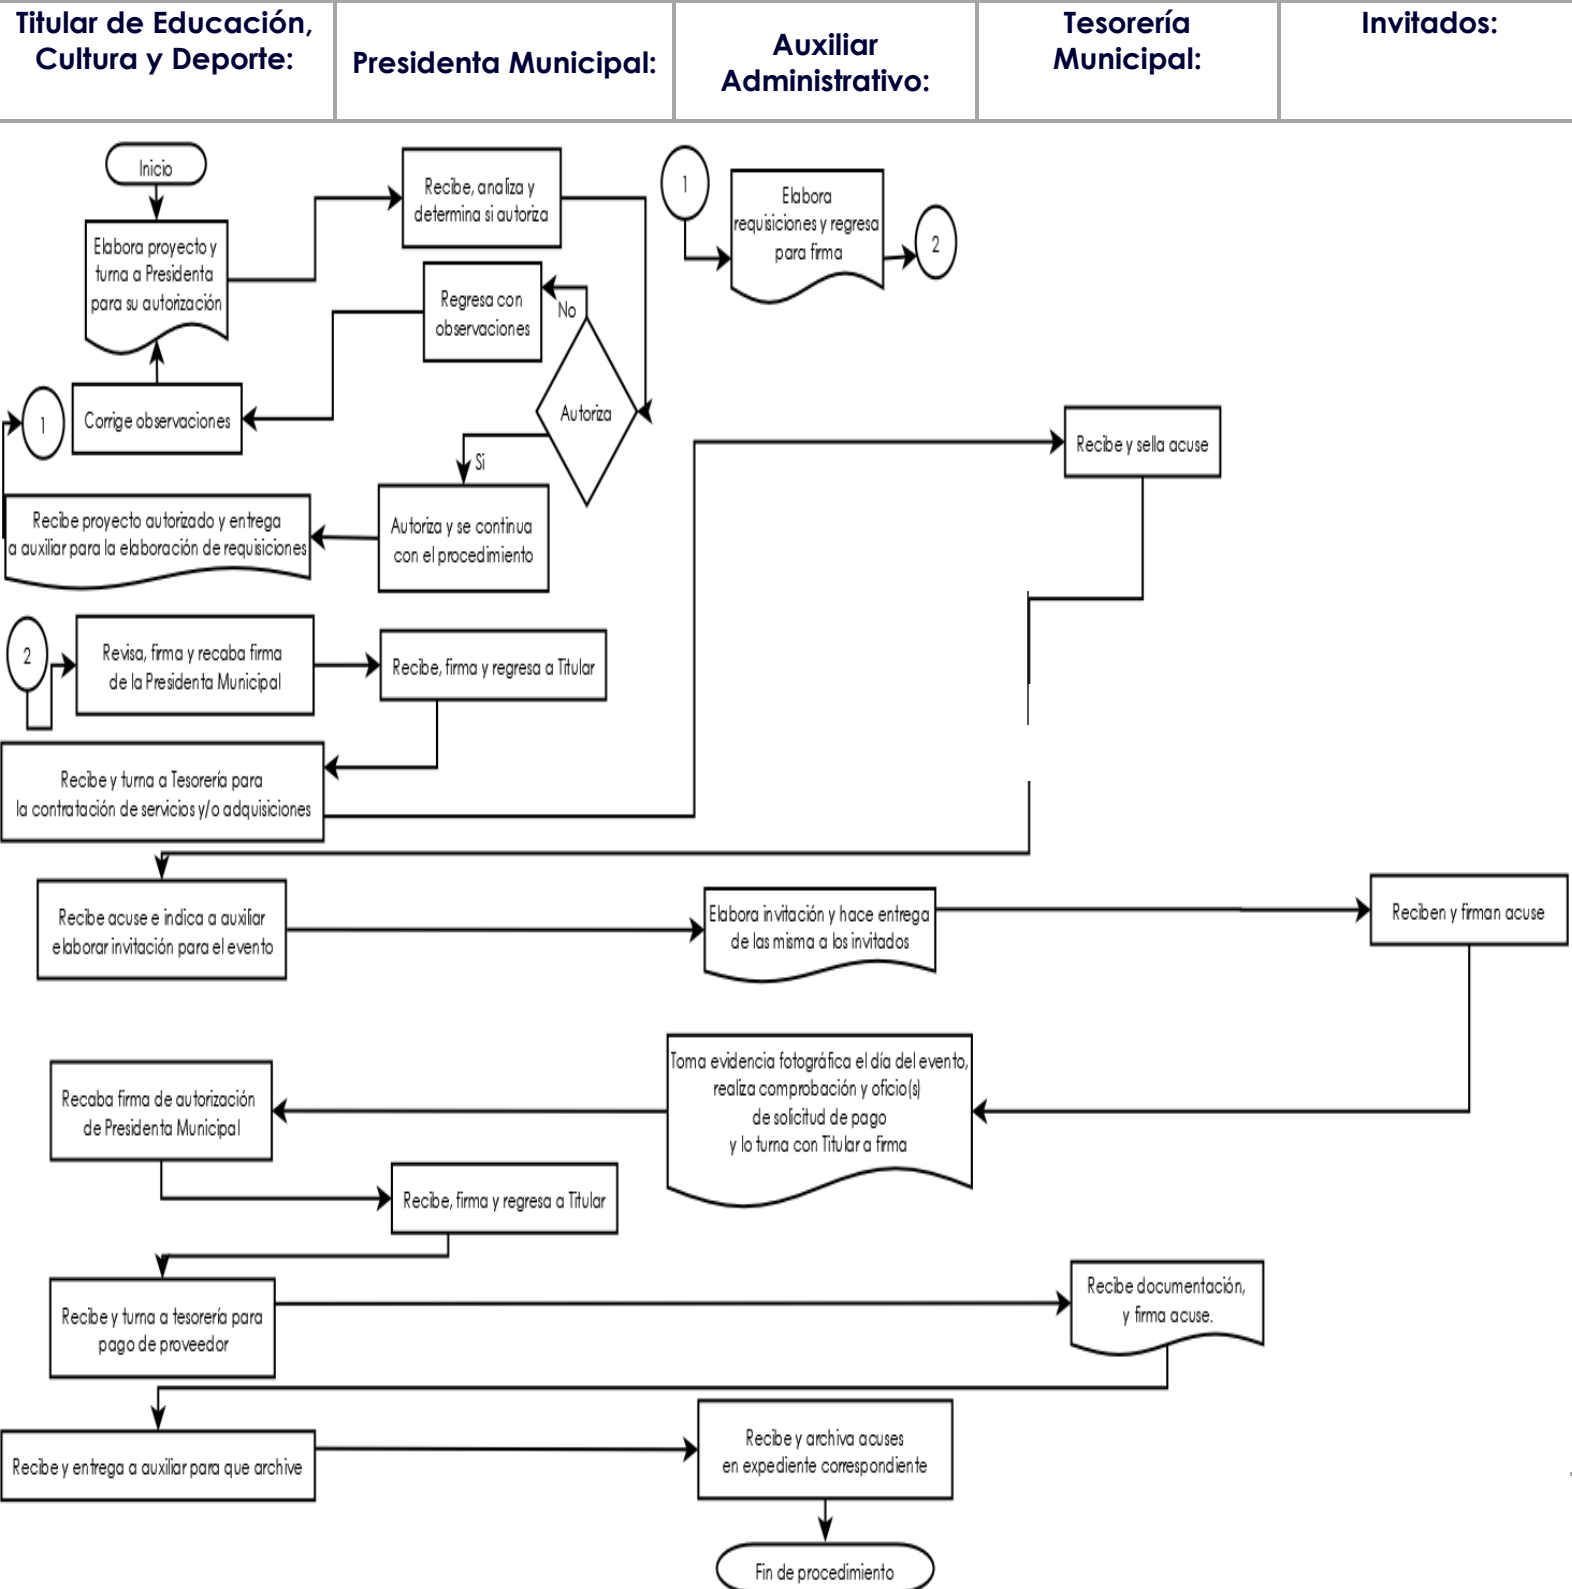 Titular de Educación,
Cultura y Deporte:
Presidenta Municipal:
Auxiliar
Administrativo:
Tesorería
Municipal:
Invitados:
Inicio
Elabora proyecto y
turna a Presidenta
para su autorización
Recibe, analiza y
determina si autoriza
1
Elabora
requisiciones y regresa
para firma
2
Regresa con
observaciones
No
Autoriza
Corrige observaciones
1
Si
Recibe y sella acuse
Recibe proyecto autorizado y entrega
a auxiliar para la elaboración de requisiciones
Autoriza y se continua
con el procedimiento
2
Revisa, firma y recaba firma
de la Presidenta Municipal
Recibe, firma y regresa a Titular
Recibe y turna a Tesorería para
la contratación de servicios y/o adquisiciones
Recibe acuse e indica a auxiliar
elaborar invitación para el evento
Elabora invitación y hace entrega
de las misma a los invitados
Reciben y firman acuse
Toma evidencia fotográfica el día del evento,
realiza comprobación y oficio(s)
de solicitud de pago
y lo turna con Titular a firma
Recaba firma de autorización
de Presidenta Municipal
Recibe, firma y regresa a Titular
Recibe y turna a tesorería para
pago de proveedor
Recibe documentación,
y firma acuse.
Recibe y entrega a auxiliar para que archive
Recibe y archiva acuses
en expediente correspondiente
Fin de procedimiento